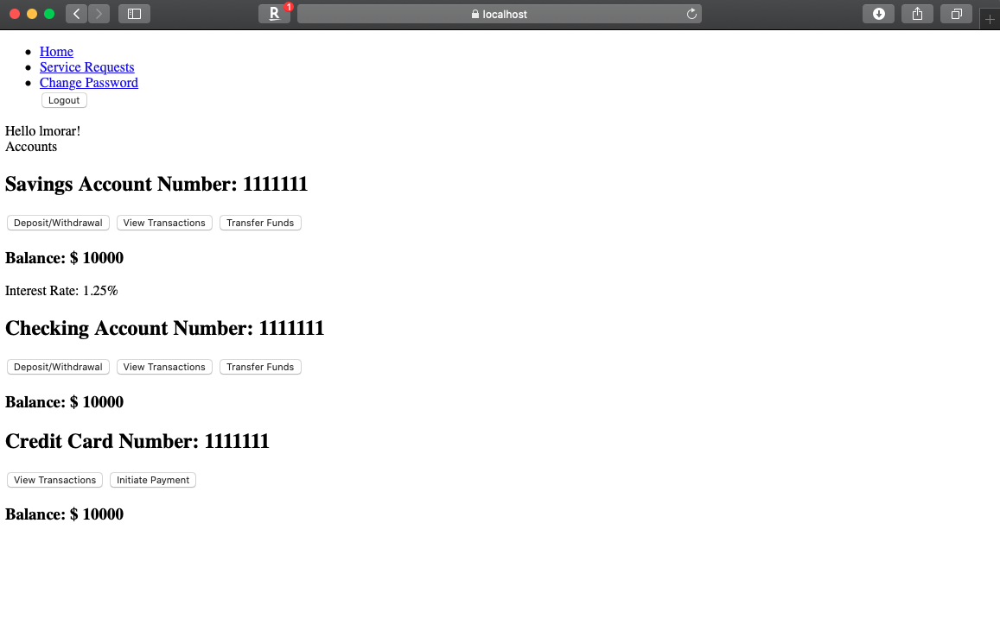 R 1 localhost
Home
Service Requests
Change Password
Logout
Hello lmorar!
Accounts
Savings Account Number: 1111111
Deposit/Withdrawal View Transactions Transfer Funds
Balance: $ 10000
Interest Rate: 1.25%
Checking Account Number: 1111111
Deposit/Withdrawal View Transactions Transfer Funds
Balance: $ 10000
Credit Card Number: 1111111
View Transactions Initiate Payment
Balance: $ 10000